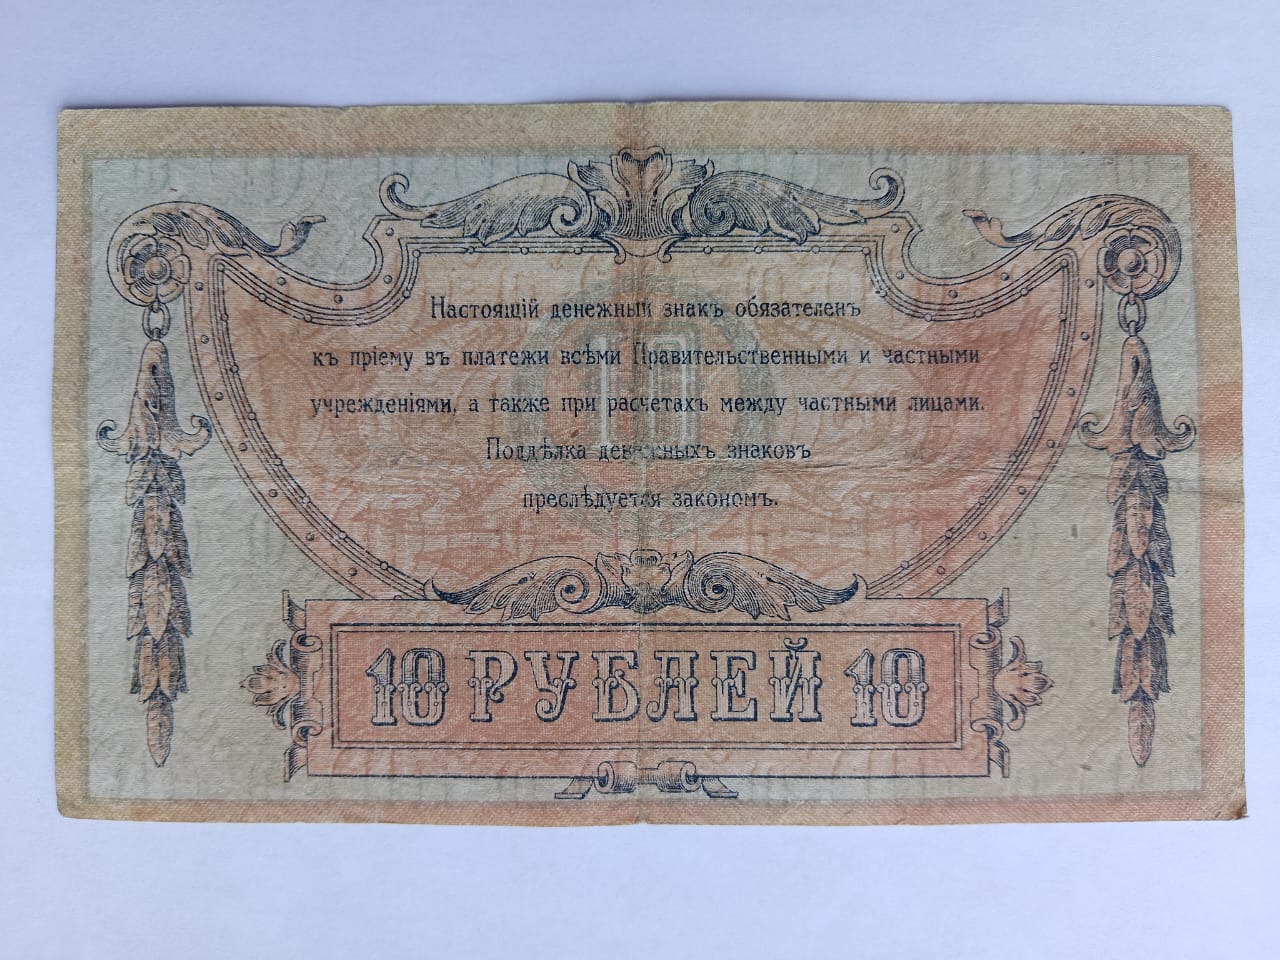 Настоящій денежный знакъ обязателенъ
къ пріему въ платежи всѣми Правительственными и частными
учрежденіями, а также при расчетахъ между частными лицами.
Поддѣлка денежныхъ знаковъ
преслѣдуется закономъ.
10
10 РУБЛЕЙ 10